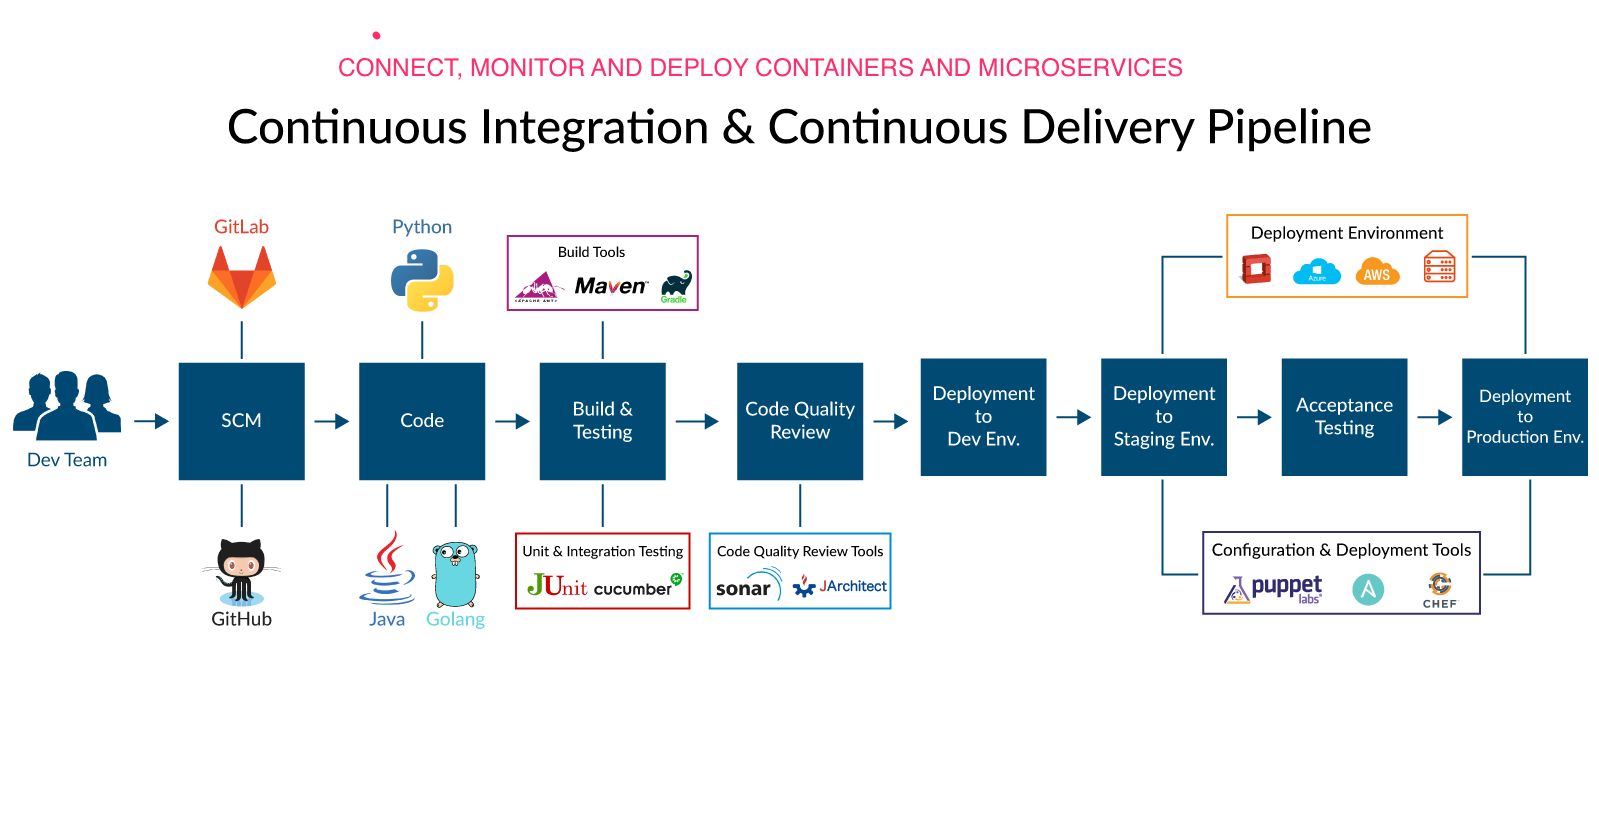 CONNECT, MONITOR AND DEPLOY CONTAINERS AND MICROSERVICES
Continuous Integration & Continuous Delivery Pipeline
GitLab
Python
Build Tools
APACHE ANT
Maven™
Gradle
Deployment Environment
Azure
AWS
Dev Team
SCM
Code
Build &
Testing
Code Quality
Review
Deployment
to
Dev Env.
Deployment
to
Staging Env.
Acceptance
Testing
Deployment
to
Production Env.
GitHub
Java
Golang
Unit & Integration Testing
JUnit
cucumber
Code Quality Review Tools
sonar
JArchitect
Configuration & Deployment Tools
puppet
labs
A
CHEF